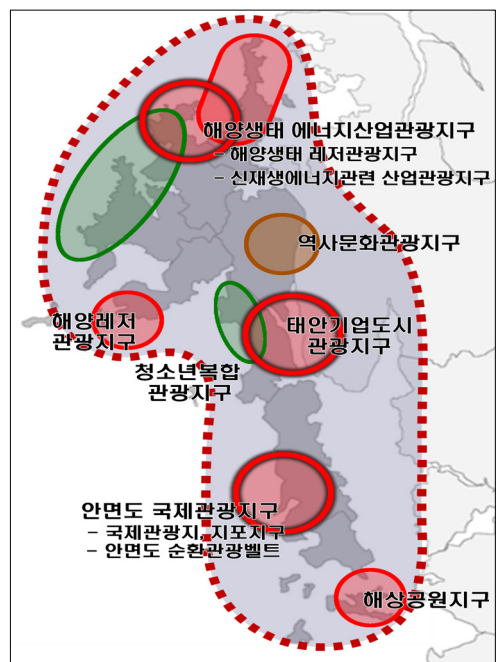 해양생태 에너지산업관광지구
- 해양생태 레저관광지구
- 신재생에너지관련 산업관광지구
역사문화관광지구
해양레저
관광지구
태안기업도시
관광지구
청소년복합
관광지구
안면도 국제관광지구
- 국제관광지, 지포지구
- 안면도 순환관광벨트
해상공원지구